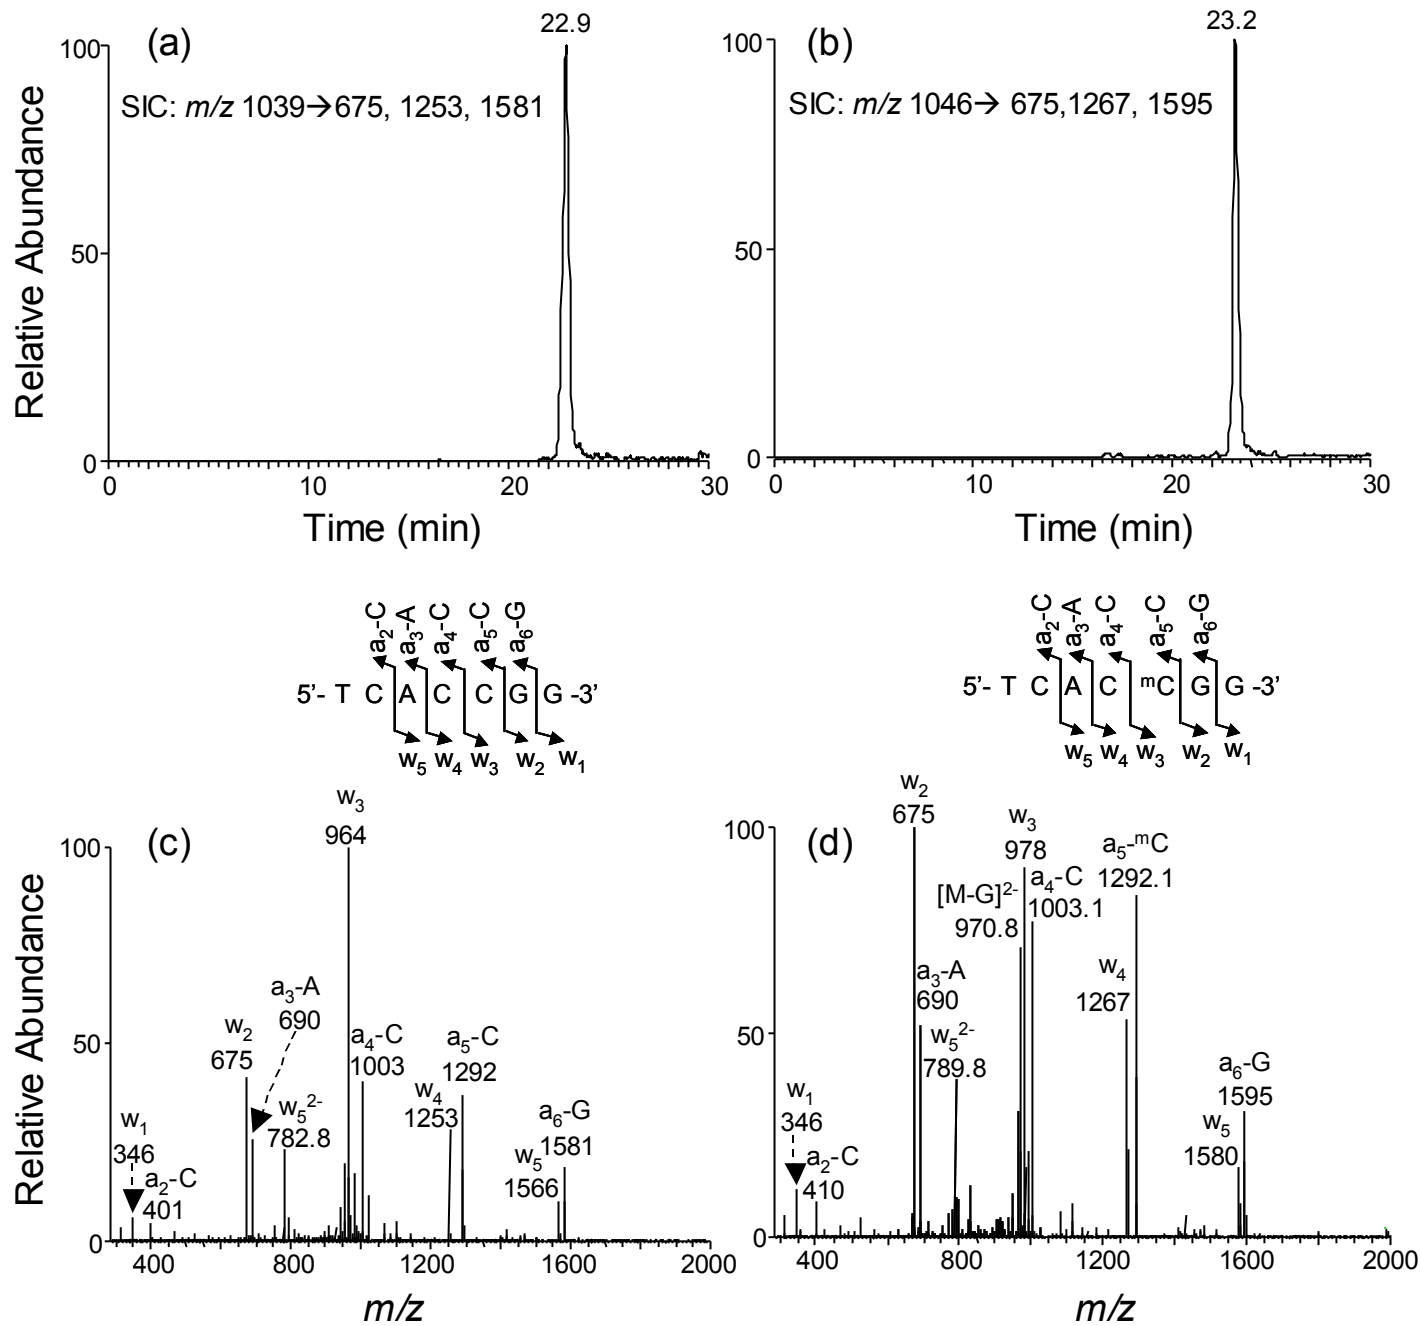 (a)
22.9
SIC: m/z 1039→675, 1253, 1581
Relative Abundance
100
50
0
0 10 20 30
Time (min)
(b)
23.2
SIC: m/z 1046→ 675,1267, 1595
100
50
0
0 10 20 30
Time (min)
a₂-C a₃-A a₄-C a₅-C a₆-G
5'- T C A C C G G -3'
w₅ w₄ w₃ w₂ w₁
a₂-C a₃-A a₄-C a₅-C a₆-G
5'- T C A C ᵐC G G -3'
w₅ w₄ w₃ w₂ w₁
(c)
Relative Abundance
100
50
0
w₁
346
a₂-C
401
w₂
675
a₃-A
690
w₅²⁻
782.8
w₃
964
a₄-C
1003
w₄
1253
a₅-C
1292
w₅
1566
a₆-G
1581
400 800 1200 1600 2000
m/z
(d)
100
50
0
w₁
346
a₂-C
410
w₂
675
a₃-A
690
w₅²⁻
789.8
[M-G]²⁻
970.8
w₃
978
a₄-C
1003.1
w₄
1267
a₅-ᵐC
1292.1
w₅
1580
a₆-G
1595
400 800 1200 1600 2000
m/z